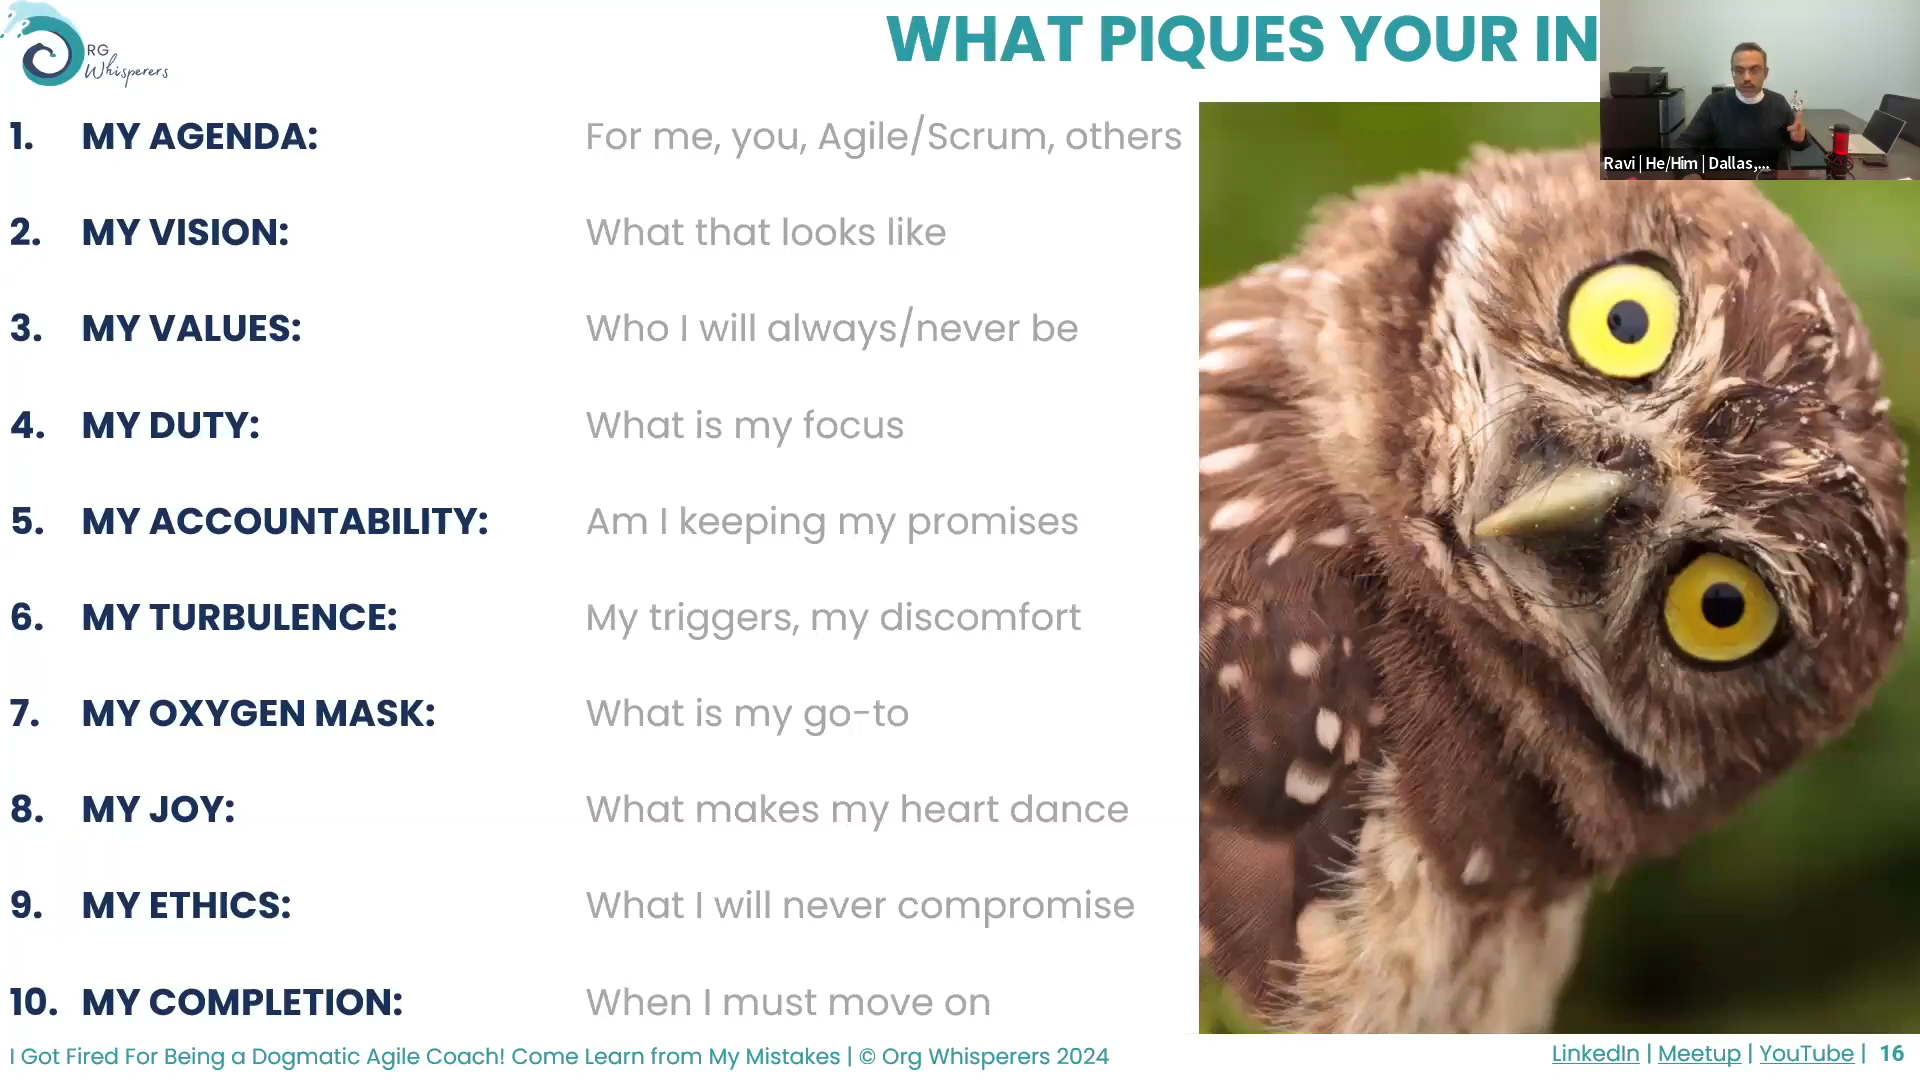 RG
Whisperers
WHAT PIQUES YOUR IN
Ravi | He/Him | Dallas,...
1. MY AGENDA: For me, you, Agile/Scrum, others
2. MY VISION: What that looks like
3. MY VALUES: Who I will always/never be
4. MY DUTY: What is my focus
5. MY ACCOUNTABILITY: Am I keeping my promises
6. MY TURBULENCE: My triggers, my discomfort
7. MY OXYGEN MASK: What is my go-to
8. MY JOY: What makes my heart dance
9. MY ETHICS: What I will never compromise
10. MY COMPLETION: When I must move on
I Got Fired For Being a Dogmatic Agile Coach! Come Learn from My Mistakes | © Org Whisperers 2024
LinkedIn | Meetup | YouTube | 16